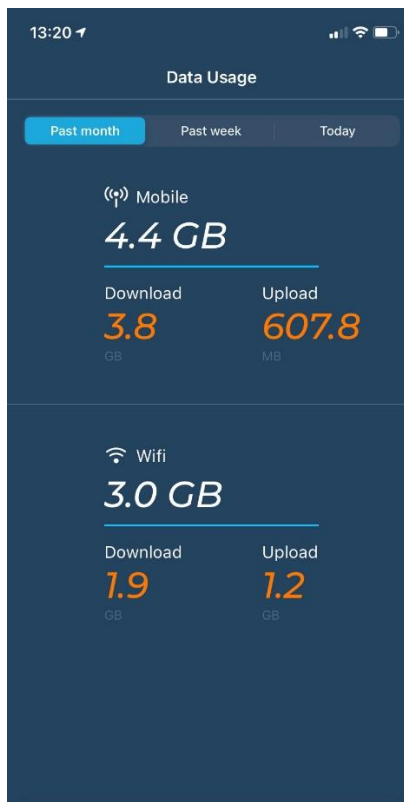 13:20
Data Usage
Past month Past week Today
Mobile
4.4 GB
Download Upload
3.8 607.8
GB MB
Wifi
3.0 GB
Download Upload
1.9 1.2
GB GB